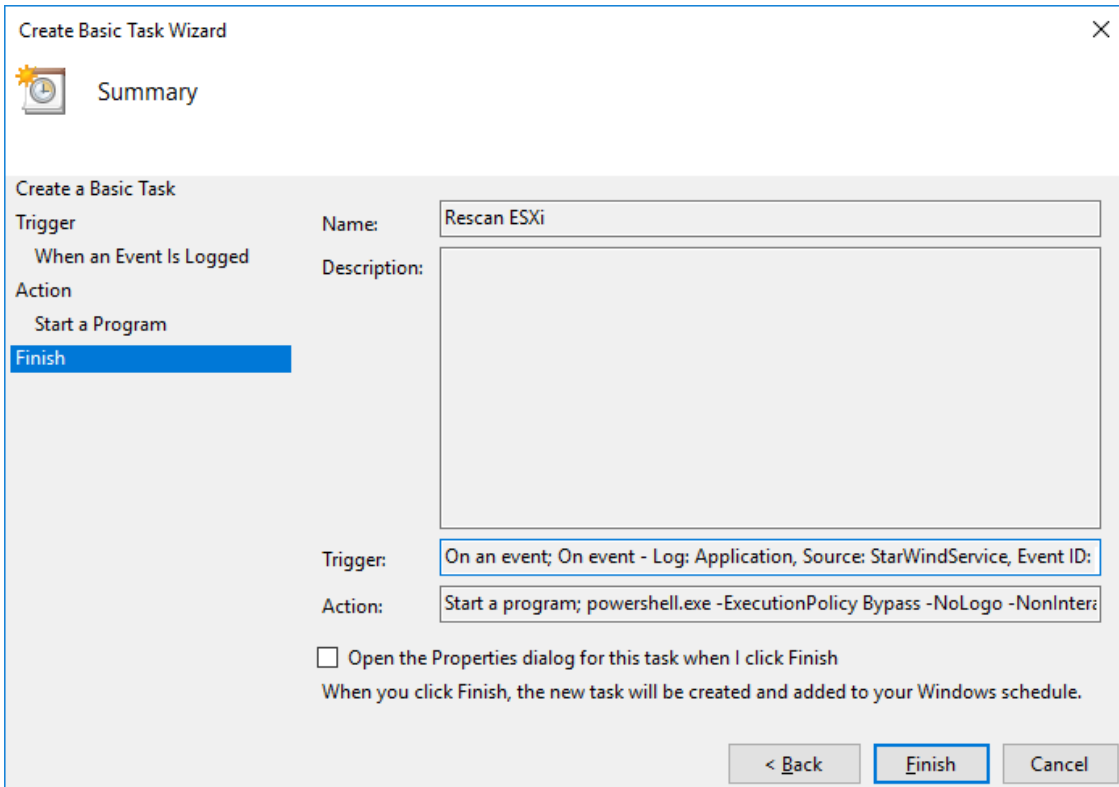 Create Basic Task Wizard
Summary
Create a Basic Task
Trigger
When an Event Is Logged
Action
Start a Program
Finish
Name: Rescan ESXi
Description:
Trigger: On an event; On event - Log: Application, Source: StarWindService, Event ID:
Action: Start a program; powershell.exe -ExecutionPolicy Bypass -NoLogo -NonIntera
Open the Properties dialog for this task when I click Finish
When you click Finish, the new task will be created and added to your Windows schedule.
< Back Finish Cancel